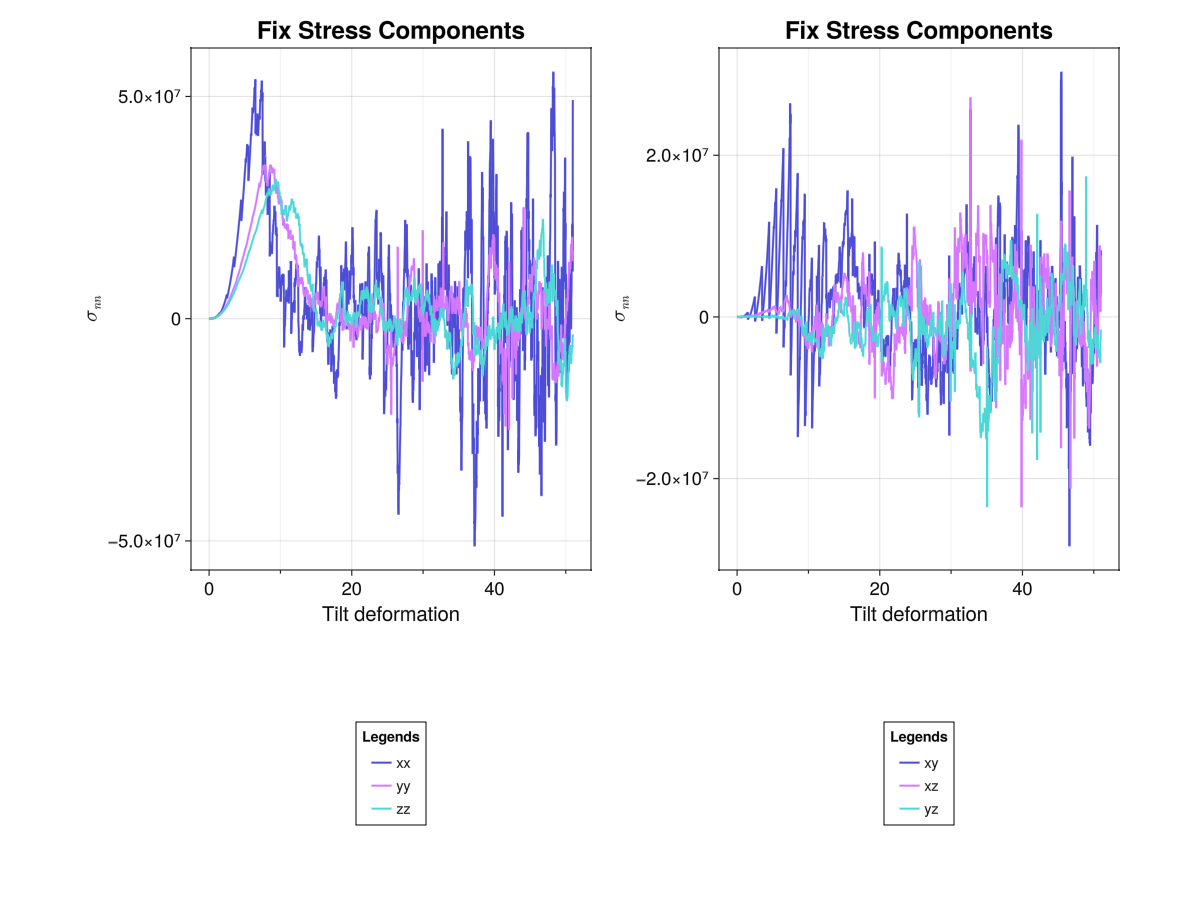 Fix Stress Components
5.0×10⁷
0
−5.0×10⁷
σₙₙ
0
20
40
Tilt deformation
Legends
xx
yy
zz
Fix Stress Components
2.0×10⁷
0
−2.0×10⁷
σₙₙ
0
20
40
Tilt deformation
Legends
xy
xz
yz